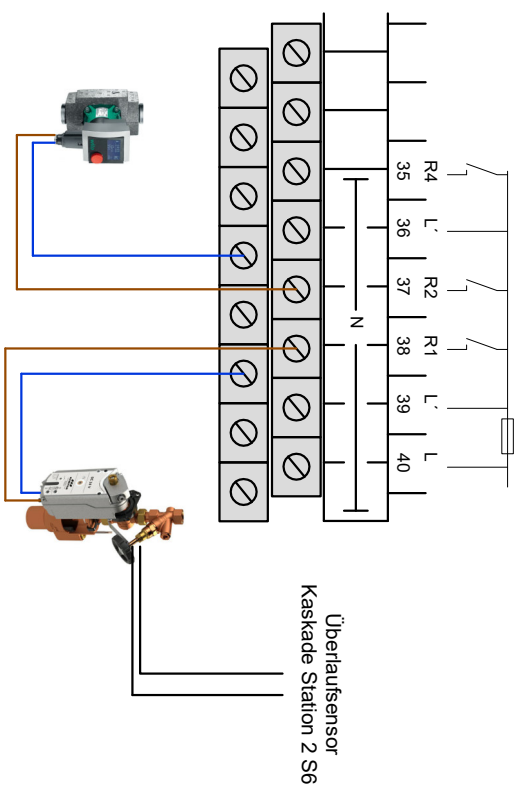 R4 L´ R2 R1 L´ L
35 36 37 38 39 40
N
Überlaufsensor
Kaskade Station 2 S6